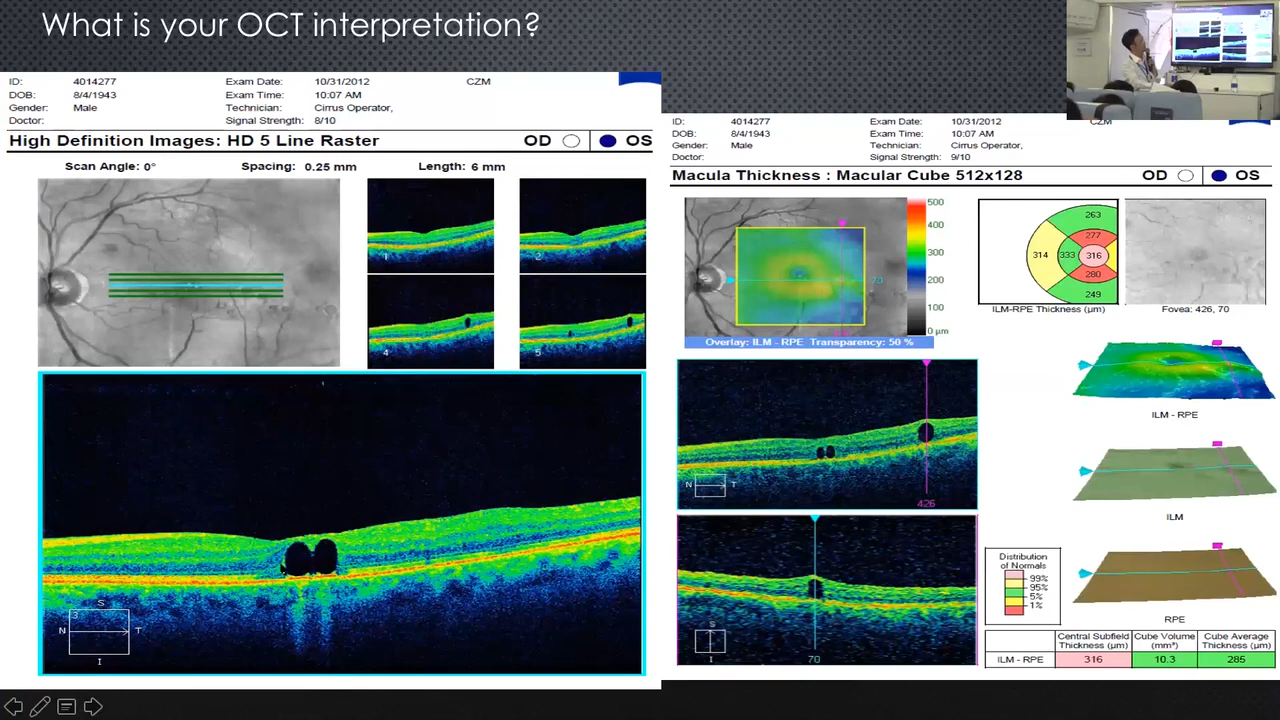 What is your OCT interpretation?
ID: 4014277 Exam Date: 10/31/2012 CZM
DOB: 8/4/1943 Exam Time: 10:07 AM
Gender: Male Technician: Cirrus Operator,
Doctor: Signal Strength: 8/10
High Definition Images: HD 5 Line Raster OD OS
Scan Angle: 0° Spacing: 0.25 mm Length: 6 mm
1
2
4
5
3
S
N T
I
ID: 4014277 Exam Date: 10/31/2012 CZM
DOB: 8/4/1943 Exam Time: 10:07 AM
Gender: Male Technician: Cirrus Operator,
Doctor: Signal Strength: 9/10
Macula Thickness : Macular Cube 512x128 OD OS
500
400
300
200
100
0 µm
73
Overlay: ILM - RPE Transparency: 50 %
263
277
314 333 316
280
249
ILM-RPE Thickness (µm)
Fovea: 426, 70
N T
426
S
I
70
ILM - RPE
ILM
RPE
Distribution
of Normals
99%
95%
5%
1%
Central Subfield Thickness (µm) Cube Volume (mm³) Cube Average Thickness (µm)
ILM - RPE 316 10.3 285